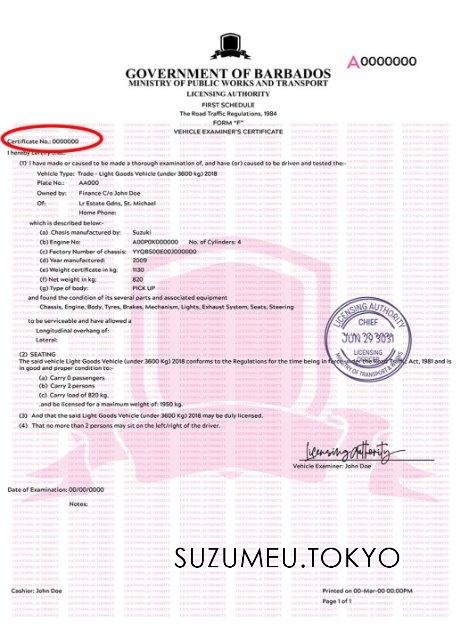 A0000000
GOVERNMENT OF BARBADOS
MINISTRY OF PUBLIC WORKS AND TRANSPORT
LICENSING AUTHORITY
FIRST SCHEDULE
The Road Traffic Regulations, 1984
FORM "F"
VEHICLE EXAMINER'S CERTIFICATE
Certificate No.: 0000000
I hereby certify that:
(1) I have made or caused to be made a thorough examination of, and have (or) caused to be driven and tested the:-
Vehicle Type: Trade - Light Goods Vehicle (under 3600 kg) 2018
Plate No.: AA000
Owned by: Finance C/o John Doe
Of: Lr Estate Gdns, St. Michael
Home Phone:
which is described below:-
(a) Chasis manufactured by: Suzuki
(b) Engine No: A00P0K000000 No. of Cylinders: 4
(c) Factory Number of chassis: YYQBS00E00J000000
(d) Year manufactured: 2009
(e) Weight certificate in kg: 1130
(f) Net weight in kg: 820
(g) Type of body: PICK UP
and found the condition of its several parts and associated equipment
Chassis, Engine, Body, Tyres, Brakes, Mechanism, Lights, Exhaust System, Seats, Steering
to be serviceable and have allowed a
Longitudinal overhang of:
Lateral:
LICENSING AUTHORITY
CHIEF
JUN 29 3031
LICENSING
OFFICER
MINISTRY OF TRANSPORT & WORKS
(2) SEATING
The said vehicle Light Goods Vehicle (under 3600 Kg) 2018 conforms to the Regulations for the time being in force under the Road Traffic Act, 1981 and is
in good and proper condition to:-
(a) Carry 0 passengers
(b) Carry 2 persons
(c) Carry load of 820 kg.
and be licensed for a maximum weight of: 1950 kg.
(3) And that the said Light Goods Vehicle (under 3600 Kg) 2018 may be duly licensed.
(4) That no more than 2 persons may sit on the left/right of the driver.
Licensing Authority
Vehicle Examiner: John Doe
Date of Examination: 00/00/0000
Notes:
SUZUMEU.TOKYO
Cashier: John Doe
Printed on 00-Mar-00 00:00PM
Page 1 of 1